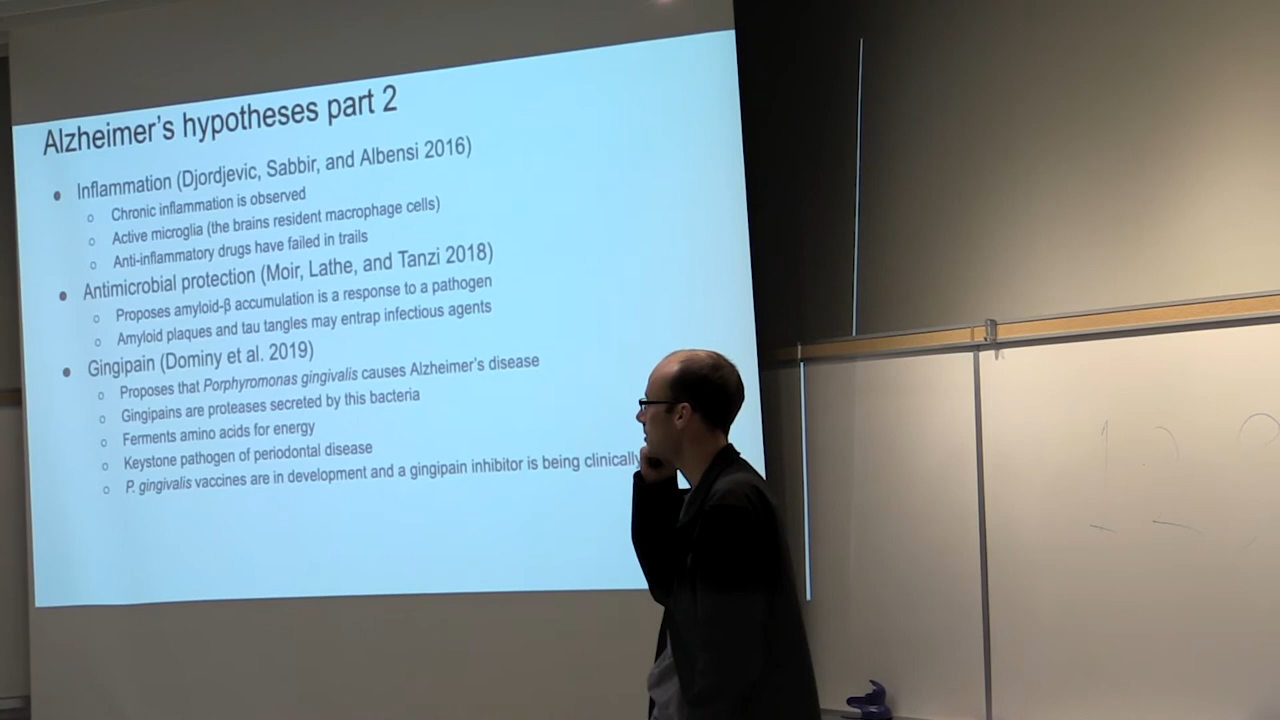 Alzheimer's hypotheses part 2
● Inflammation (Djordjevic, Sabbir, and Albensi 2016)
○ Chronic inflammation is observed
○ Active microglia (the brains resident macrophage cells)
○ Anti-inflammatory drugs have failed in trails
● Antimicrobial protection (Moir, Lathe, and Tanzi 2018)
○ Proposes amyloid-β accumulation is a response to a pathogen
○ Amyloid plaques and tau tangles may entrap infectious agents
● Gingipain (Dominy et al. 2019)
○ Proposes that Porphyromonas gingivalis causes Alzheimer's disease
○ Gingipains are proteases secreted by this bacteria
○ Ferments amino acids for energy
○ Keystone pathogen of periodontal disease
○ P. gingivalis vaccines are in development and a gingipain inhibitor is being clinically